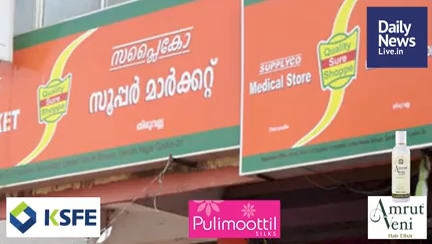 Daily
News
Live.in
സപ്ലൈകോ
സൂപ്പർ മാർക്കറ്റ്
തിരുവല്ല
KET
Quality
Sure
Shoppe
SUPPLYCO
Medical Store
Quality
Sure
Shoppe
KSFE
Pulimoottil
SILKS
Amrut
Veni
Hair Elixir